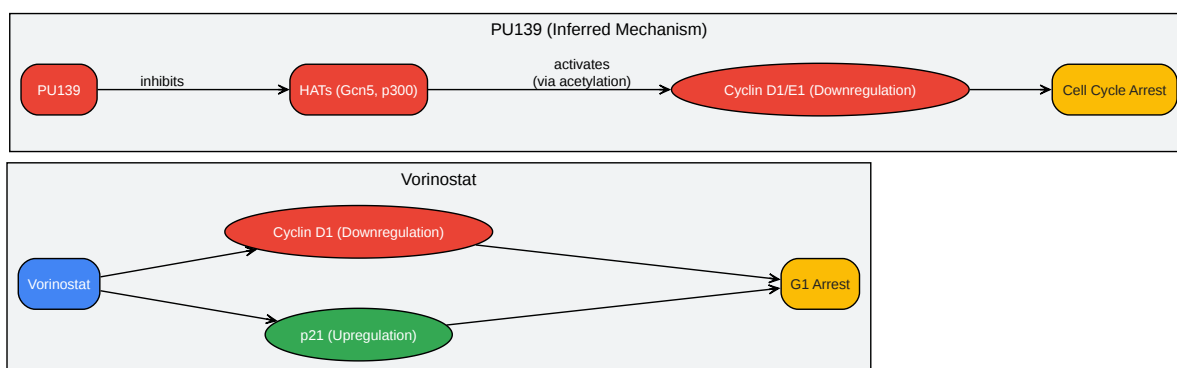 PU139 (Inferred Mechanism)
PU139
inhibits
HATs (Gcn5, p300)
activates
(via acetylation)
Cyclin D1/E1 (Downregulation)
Cell Cycle Arrest
Vorinostat
Cyclin D1 (Downregulation)
Vorinostat
G1 Arrest
p21 (Upregulation)